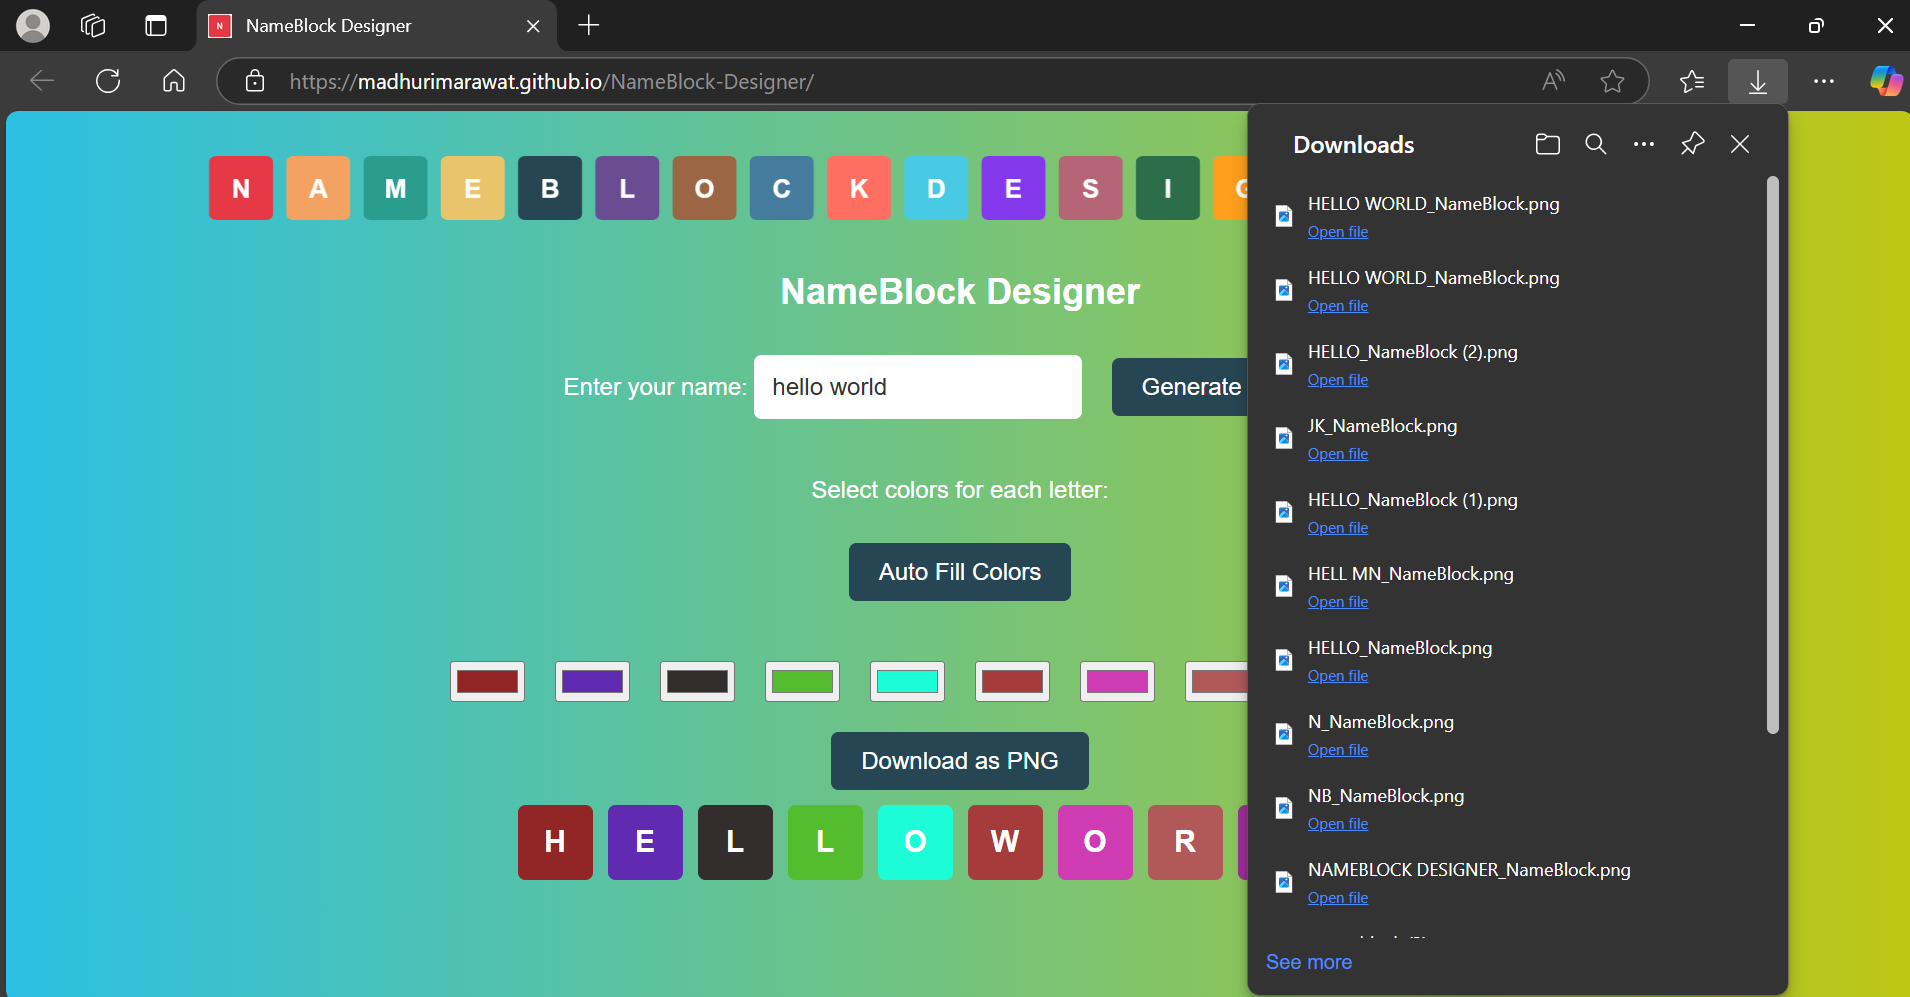 N
NameBlock Designer
https://madhurimarawat.github.io/NameBlock-Designer/
N A M E B L O C K D E S I G
NameBlock Designer
Enter your name: hello world Generate
Select colors for each letter:
Auto Fill Colors
Download as PNG
H E L L O W O R
Downloads
HELLO WORLD_NameBlock.png
Open file
HELLO WORLD_NameBlock.png
Open file
HELLO_NameBlock (2).png
Open file
JK_NameBlock.png
Open file
HELLO_NameBlock (1).png
Open file
HELL MN_NameBlock.png
Open file
HELLO_NameBlock.png
Open file
N_NameBlock.png
Open file
NB_NameBlock.png
Open file
NAMEBLOCK DESIGNER_NameBlock.png
Open file
See more